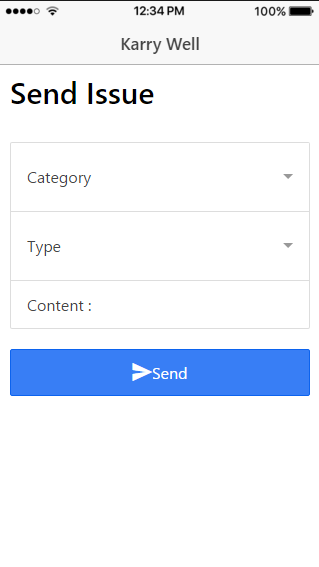 12:34 PM 100%
Karry Well
Send Issue
Category
Type
Content :
Send